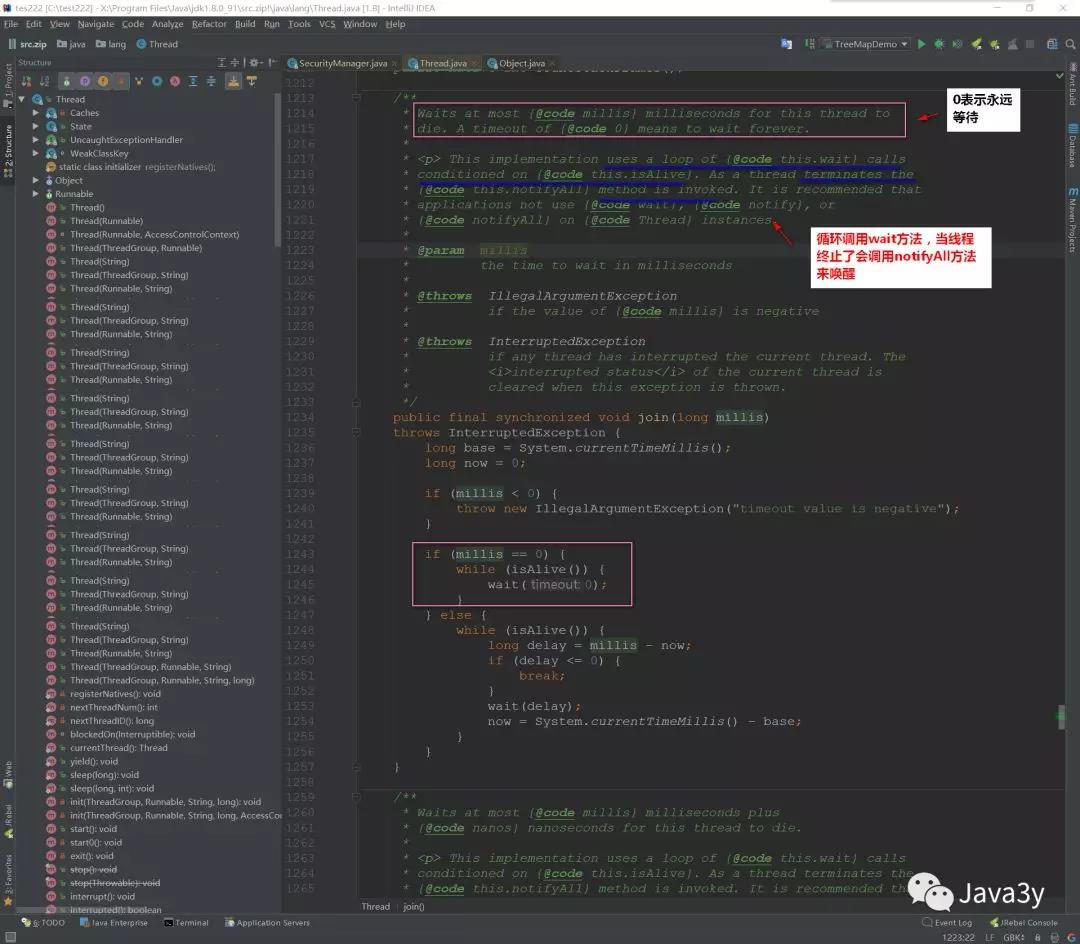 tes222 [C:\test222] - X:\Program Files\Java\jdk1.8.0_91\src.zip!\java\lang\Thread.java [1.8] - IntelliJ IDEA
File Edit View Navigate Code Analyze Refactor Build Run Tools VCS Window Help
src.zip java lang Thread
TreeMapDemo
Structure
SecurityManager.java Thread.java Object.java
1: Project
2: Structure
Web
JRebel
2: Favorites
Thread
Caches
State
UncaughtExceptionHandler
WeakClassKey
static class initializer registerNatives();
Object
Runnable
Thread()
Thread(Runnable)
Thread(Runnable, AccessControlContext)
Thread(ThreadGroup, Runnable)
Thread(String)
Thread(ThreadGroup, String)
Thread(Runnable, String)
Thread(String)
Thread(ThreadGroup, String)
Thread(Runnable, String)
Thread(String)
Thread(ThreadGroup, String)
Thread(Runnable, String)
Thread(String)
Thread(ThreadGroup, String)
Thread(Runnable, String)
Thread(String)
Thread(ThreadGroup, String)
Thread(Runnable, String)
Thread(String)
Thread(ThreadGroup, String)
Thread(Runnable, String)
Thread(String)
Thread(ThreadGroup, String)
Thread(Runnable, String)
Thread(String)
Thread(ThreadGroup, String)
Thread(Runnable, String)
Thread(String)
Thread(ThreadGroup, String)
Thread(Runnable, String)
Thread(ThreadGroup, Runnable, String)
Thread(ThreadGroup, Runnable, String, long)
registerNatives(): void
nextThreadNum(): int
nextThreadID(): long
blockedOn(Interruptible): void
currentThread(): Thread
yield(): void
sleep(long): void
sleep(long, int): void
init(ThreadGroup, Runnable, String, long): void
init(ThreadGroup, Runnable, String, long, AccessCo
start(): void
start0(): void
exit(): void
stop(): void
stop(Throwable): void
interrupt(): void
interrupted(): boolean
1212
1213 /**
1214 * Waits at most {@code millis} milliseconds for this thread to
1215 * die. A timeout of {@code 0} means to wait forever.
1216 *
1217 * <p> This implementation uses a loop of {@code this.wait} calls
1218 * conditioned on {@code this.isAlive}. As a thread terminates the
1219 * {@code this.notifyAll} method is invoked. It is recommended that
1220 * applications not use {@code wait}, {@code notify}, or
1221 * {@code notifyAll} on {@code Thread} instances.
1222 *
1223 * @param millis
1224 * the time to wait in milliseconds
1225 *
1226 * @throws IllegalArgumentException
1227 * if the value of {@code millis} is negative
1228 *
1229 * @throws InterruptedException
1230 * if any thread has interrupted the current thread. The
1231 * <i>interrupted status</i> of the current thread is
1232 * cleared when this exception is thrown.
1233 */
1234 public final synchronized void join(long millis)
1235 throws InterruptedException {
1236 long base = System.currentTimeMillis();
1237 long now = 0;
1238
1239 if (millis < 0) {
1240 throw new IllegalArgumentException("timeout value is negative");
1241 }
1242
1243 if (millis == 0) {
1244 while (isAlive()) {
1245 wait( timeout: 0);
1246 }
1247 } else {
1248 while (isAlive()) {
1249 long delay = millis - now;
1250 if (delay <= 0) {
1251 break;
1252 }
1253 wait(delay);
1254 now = System.currentTimeMillis() - base;
1255 }
1256 }
1257 }
1258
1259 /**
1260 * Waits at most {@code millis} milliseconds plus
1261 * {@code nanos} nanoseconds for this thread to die.
1262 *
1263 * <p> This implementation uses a loop of {@code this.wait} calls
1264 * conditioned on {@code this.isAlive}. As a thread terminates the
1265 * {@code this.notifyAll} method is invoked. It is recommended tha
0表示永远
等待
循环调用wait方法，当线程
终止了会调用notifyAll方法
来唤醒
Ant Build
Database
Maven Projects
Java3y
Thread join()
6: TODO Java Enterprise Terminal Application Servers Event Log JRebel Console
1223:22 LF GBK